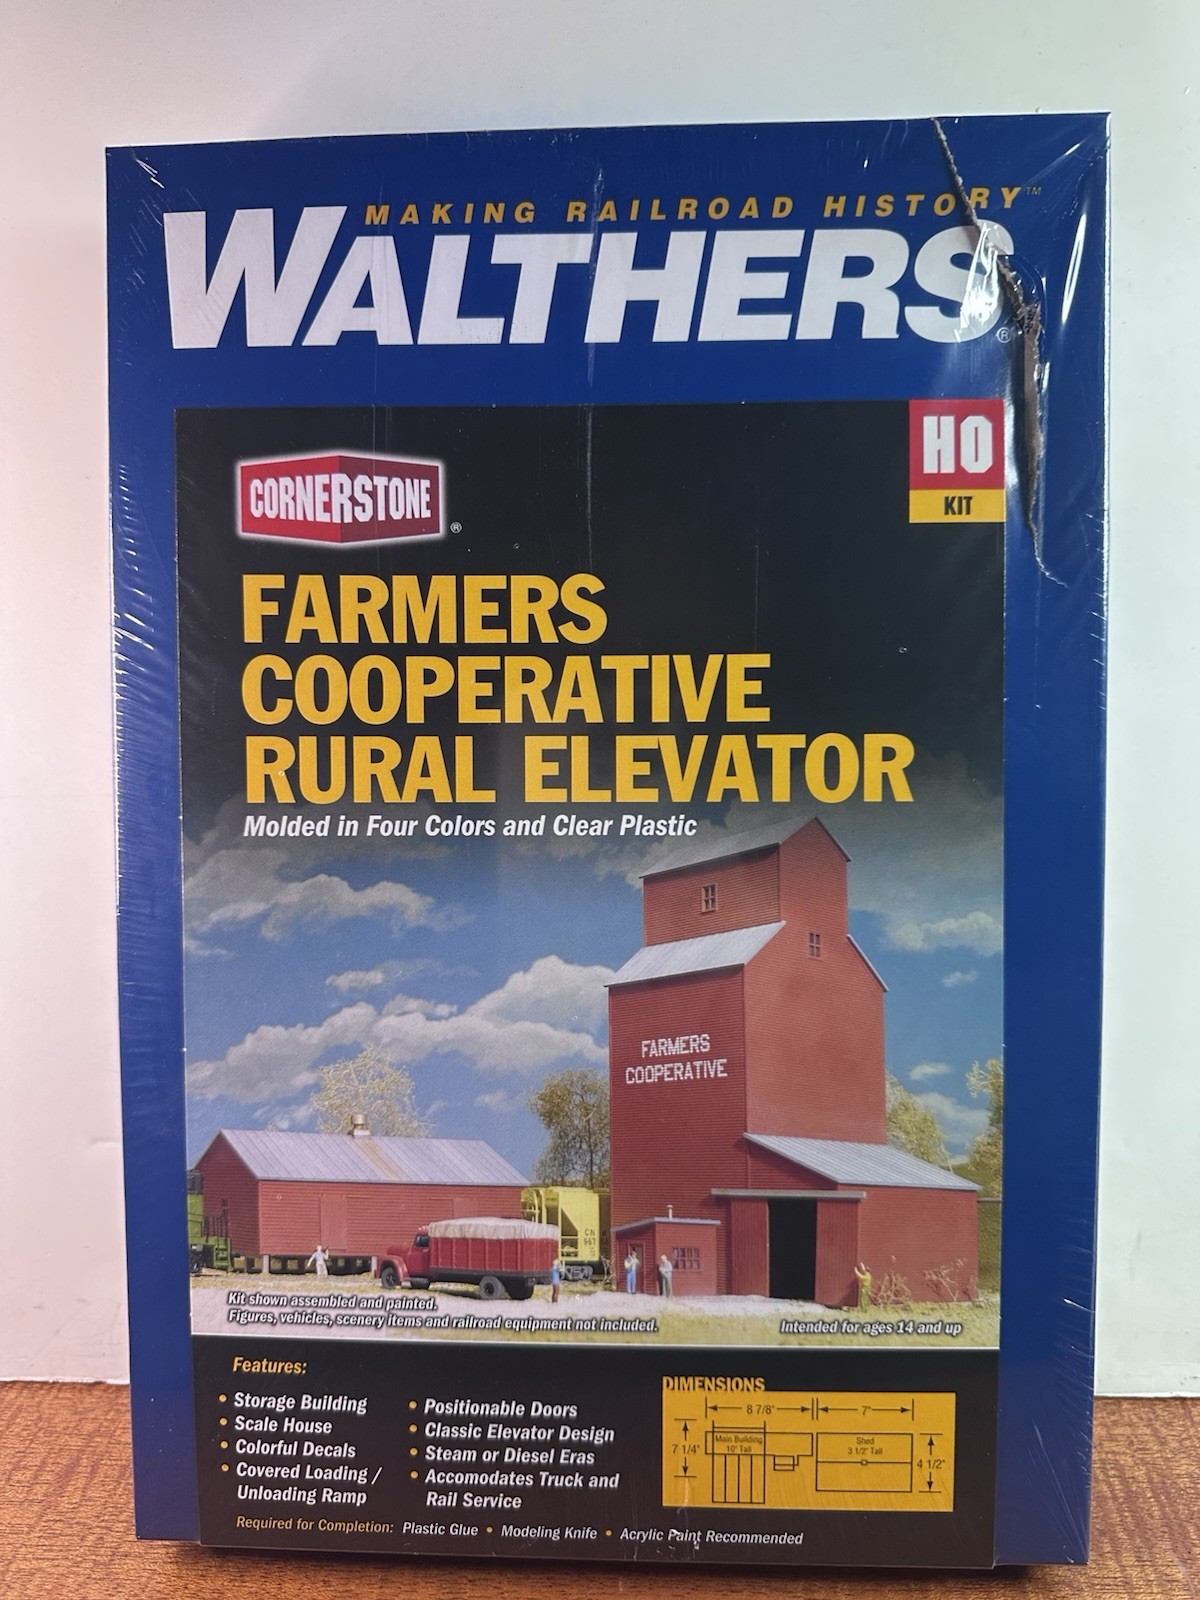 MAKING RAILROAD HISTORY™
WALTHERS®
HO
KIT
CORNERSTONE®
FARMERS
COOPERATIVE
RURAL ELEVATOR
Molded in Four Colors and Clear Plastic
FARMERS
COOPERATIVE
CN
Kit shown assembled and painted.
Figures, vehicles, scenery items and railroad equipment not included.
Intended for ages 14 and up
Features:
• Storage Building
• Scale House
• Colorful Decals
• Covered Loading /
Unloading Ramp
• Positionable Doors
• Classic Elevator Design
• Steam or Diesel Eras
• Accomodates Truck and
Rail Service
DIMENSIONS
8 7/8"
7"
7 1/4"
Main Building
10" Tall
Shed
3 1/2" Tall
4 1/2"
Required for Completion: Plastic Glue • Modeling Knife • Acrylic Paint Recommended